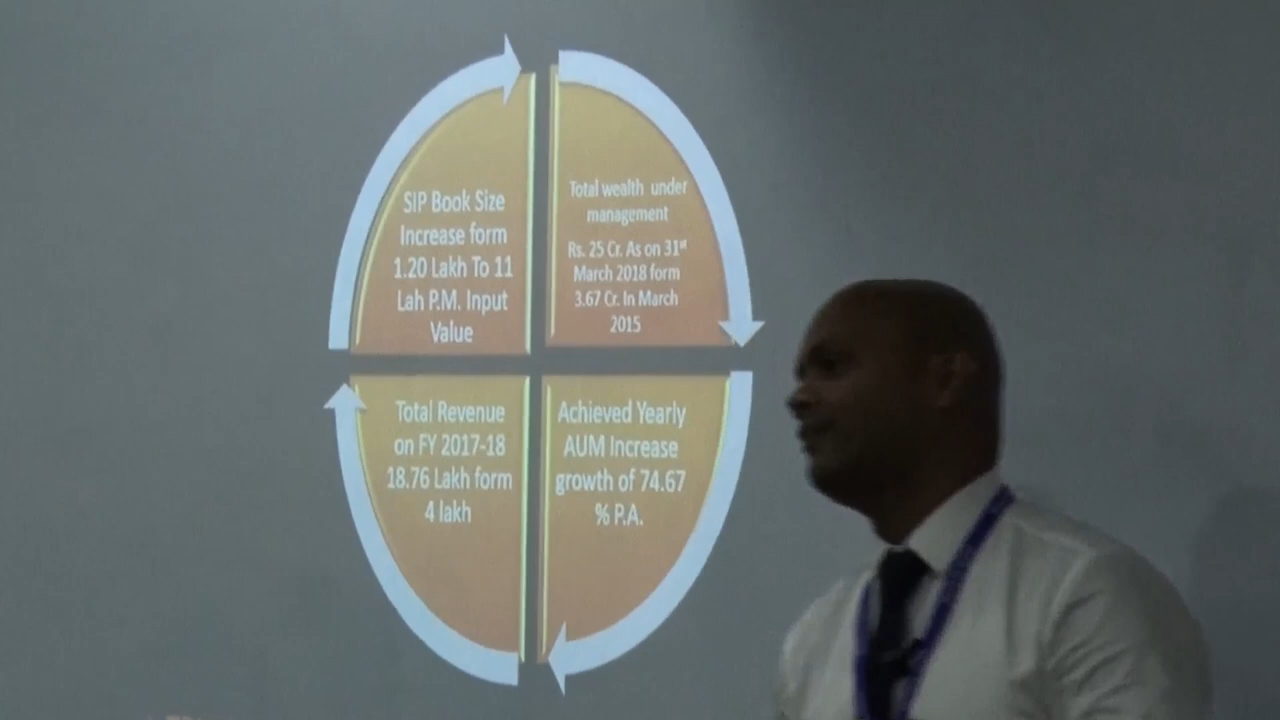 SIP Book Size
Increase form
1.20 Lakh To 11
Lah P.M. Input
Value
Total wealth under
management
Rs. 25 Cr. As on 31st
March 2018 form
3.67 Cr. In March
2015
Total Revenue
on FY 2017-18
18.76 Lakh form
4 lakh
Achieved Yearly
AUM Increase
growth of 74.67
% P.A.